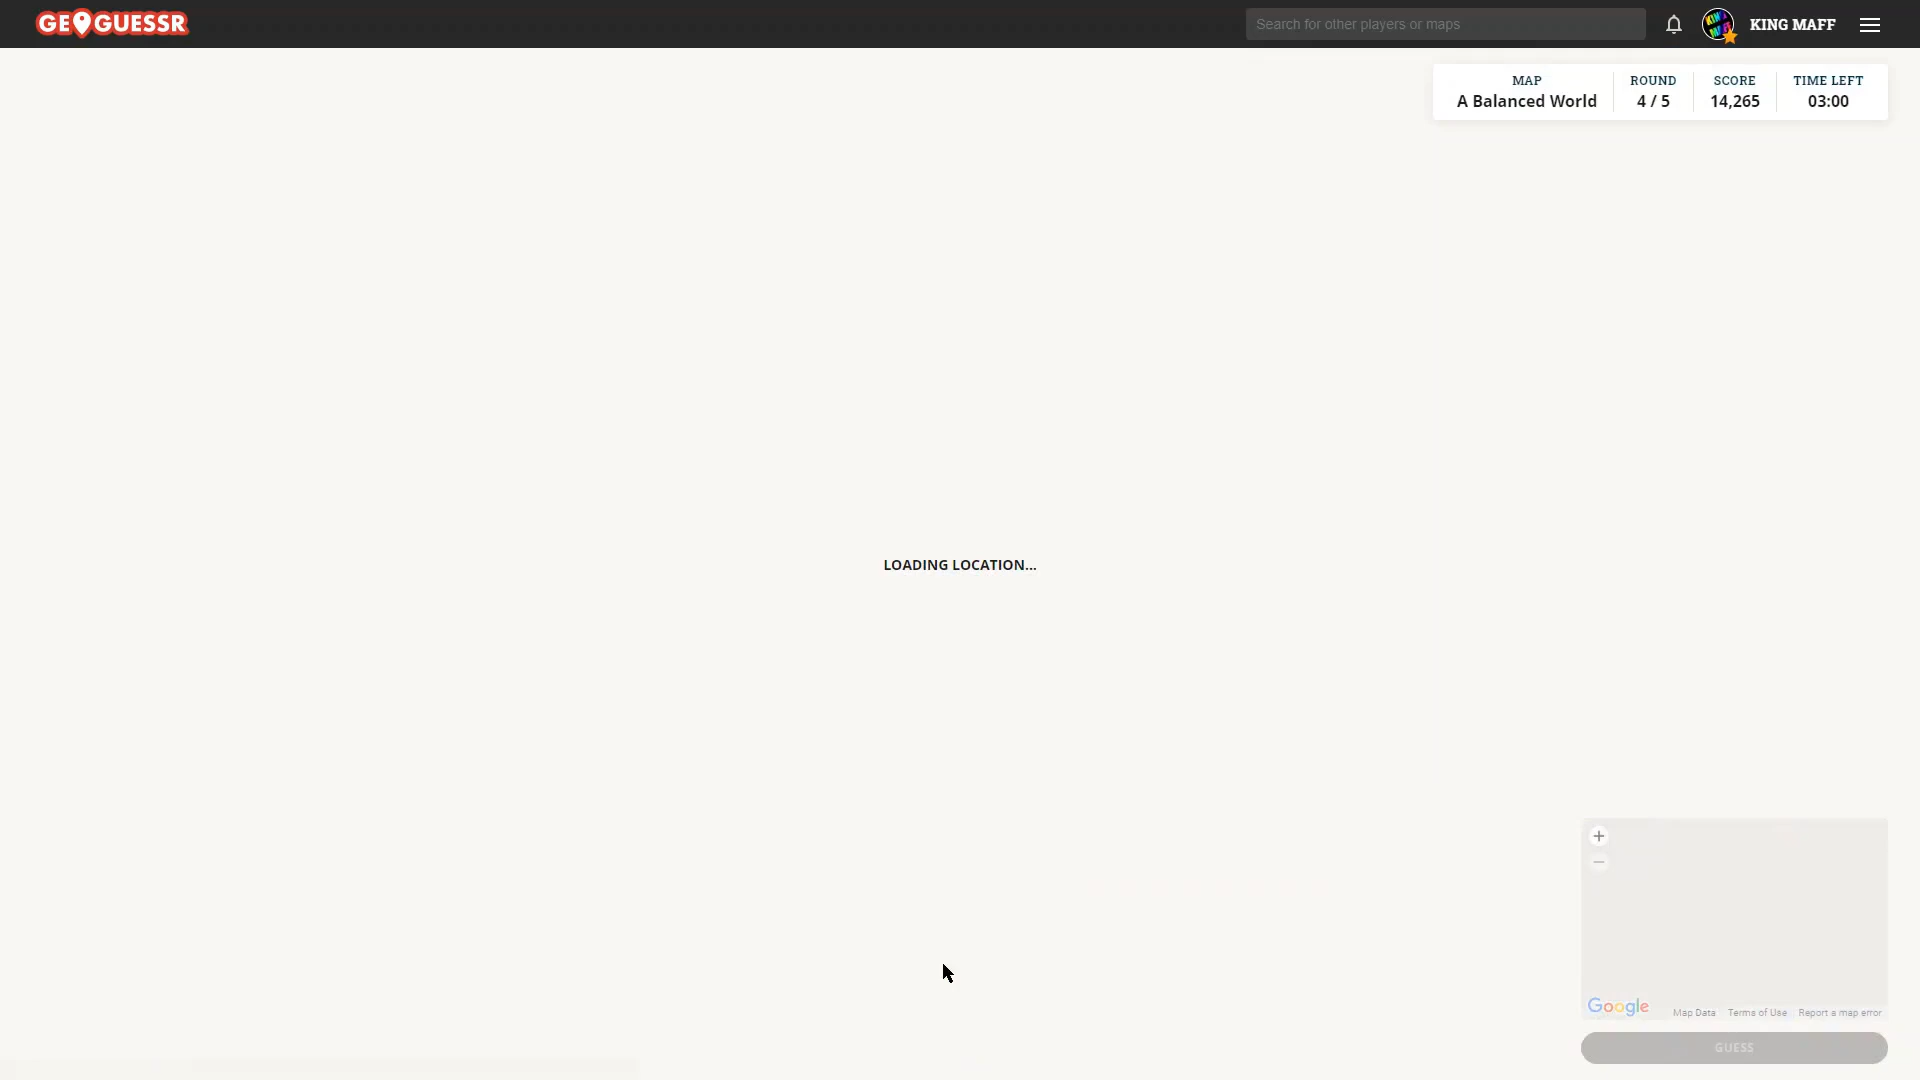 GEOGUESSR
Search for other players or maps
KING MAFF
MAP
A Balanced World
ROUND
4 / 5
SCORE
14,265
TIME LEFT
03:00
LOADING LOCATION...
+
−
Google
Map Data
Terms of Use
Report a map error
GUESS